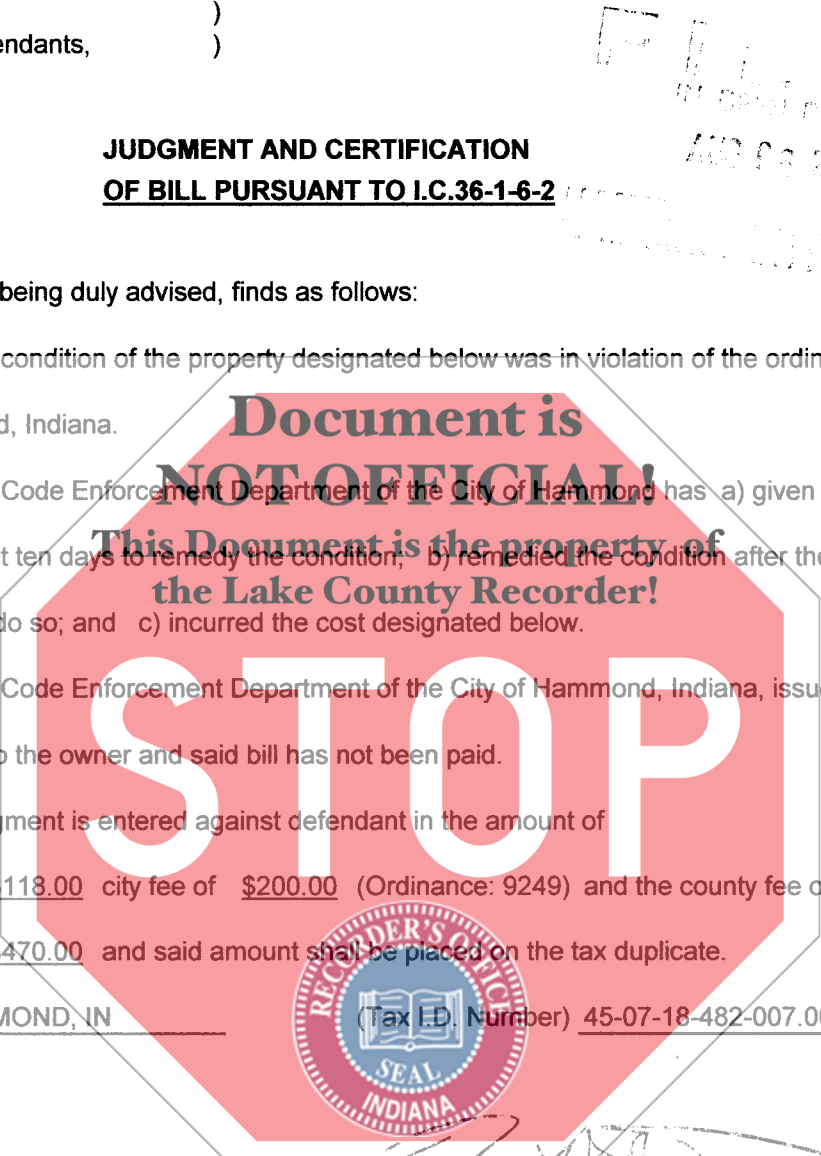 )
endants, )
JUDGMENT AND CERTIFICATION
OF BILL PURSUANT TO I.C.36-1-6-2
being duly advised, finds as follows:
condition of the property designated below was in violation of the ordin
d, Indiana.
Document is
NOT OFFICIAL!
Code Enforcement Department of the City of Hammond has a) given
This Document is the property of
t ten days to remedy the condition; b) remedied the condition after the
the Lake County Recorder!
do so; and c) incurred the cost designated below.
STOP
Code Enforcement Department of the City of Hammond, Indiana, issu
o the owner and said bill has not been paid.
gment is entered against defendant in the amount of
118.00 city fee of $200.00 (Ordinance: 9249) and the county fee o
470.00 and said amount shall be placed on the tax duplicate.
MOND, IN (Tax I.D. Number) 45-07-18-482-007.00
RECORDER'S OFFICE
SEAL
INDIANA